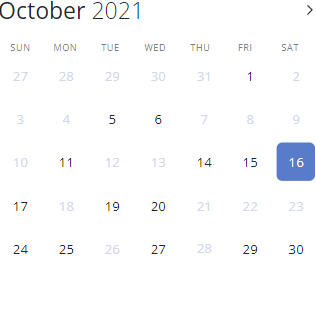 October 2021
SUN MON TUE WED THU FRI SAT
27 28 29 30 31 1 2
3 4 5 6 7 8 9
10 11 12 13 14 15 16
17 18 19 20 21 22 23
24 25 26 27 28 29 30